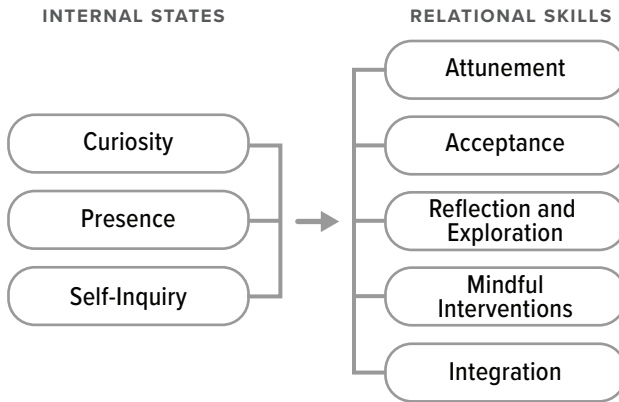 INTERNAL STATES
Curiosity
Presence
Self-Inquiry
RELATIONAL SKILLS
Attunement
Acceptance
Reflection and
Exploration
Mindful
Interventions
Integration